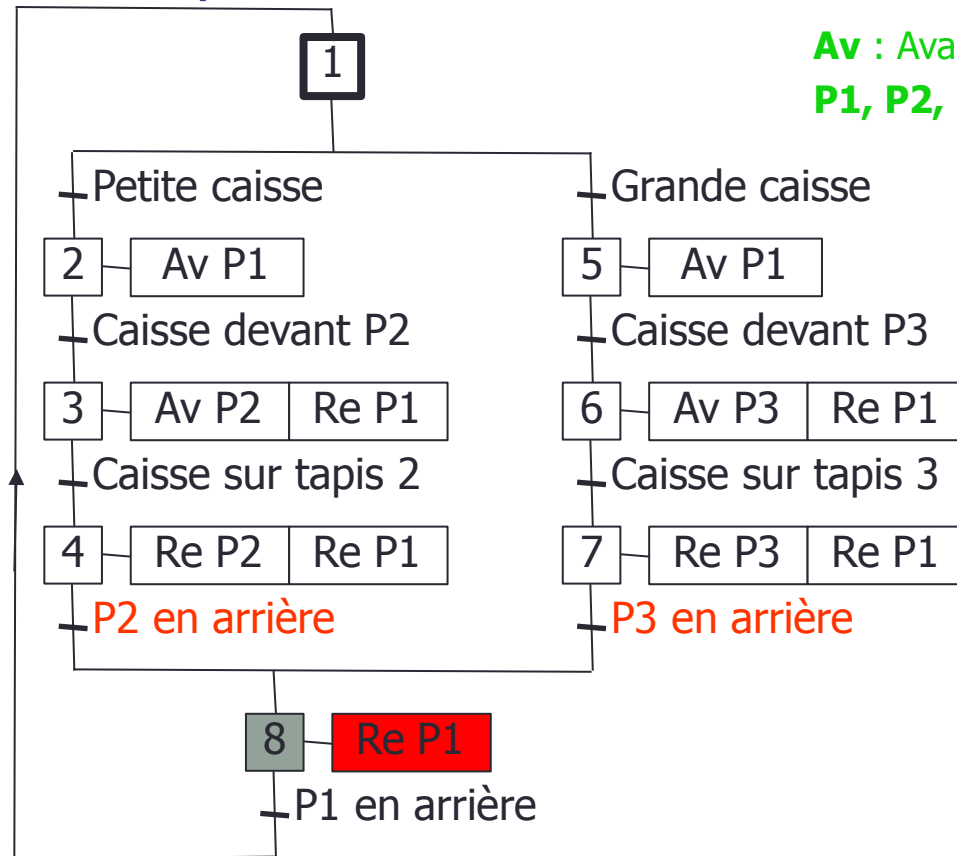 1
Av : Ava
P1, P2,
Petite caisse
Grande caisse
2 Av P1
5 Av P1
Caisse devant P2
Caisse devant P3
3 Av P2 Re P1
6 Av P3 Re P1
Caisse sur tapis 2
Caisse sur tapis 3
4 Re P2 Re P1
7 Re P3 Re P1
P2 en arrière
P3 en arrière
8 Re P1
P1 en arrière